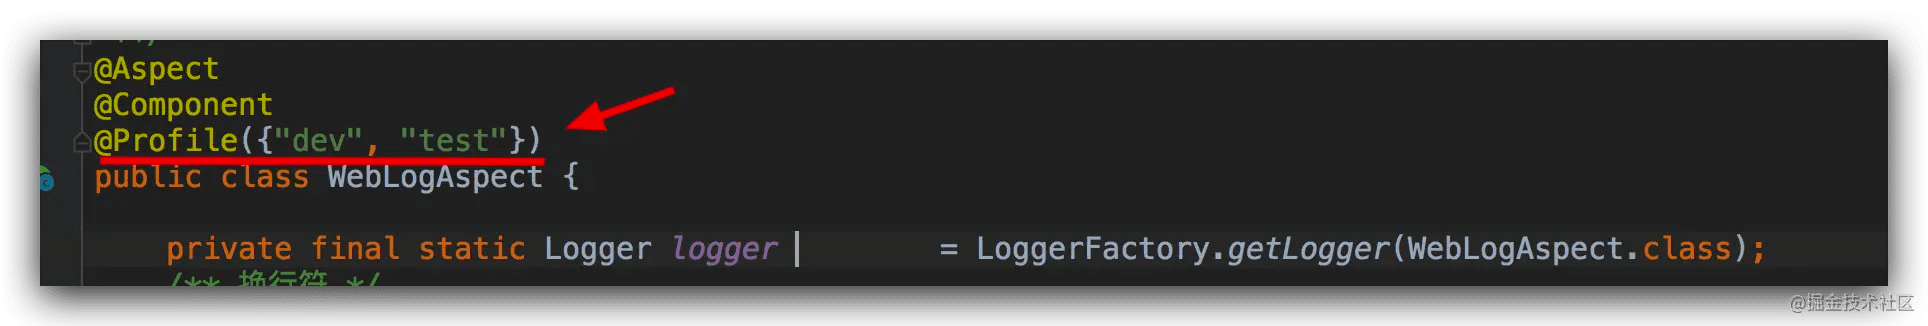 @Aspect
@Component
@Profile({"dev", "test"})
public class WebLogAspect {
private final static Logger logger = LoggerFactory.getLogger(WebLogAspect.class);
/** 换行符 */
@掘金技术社区